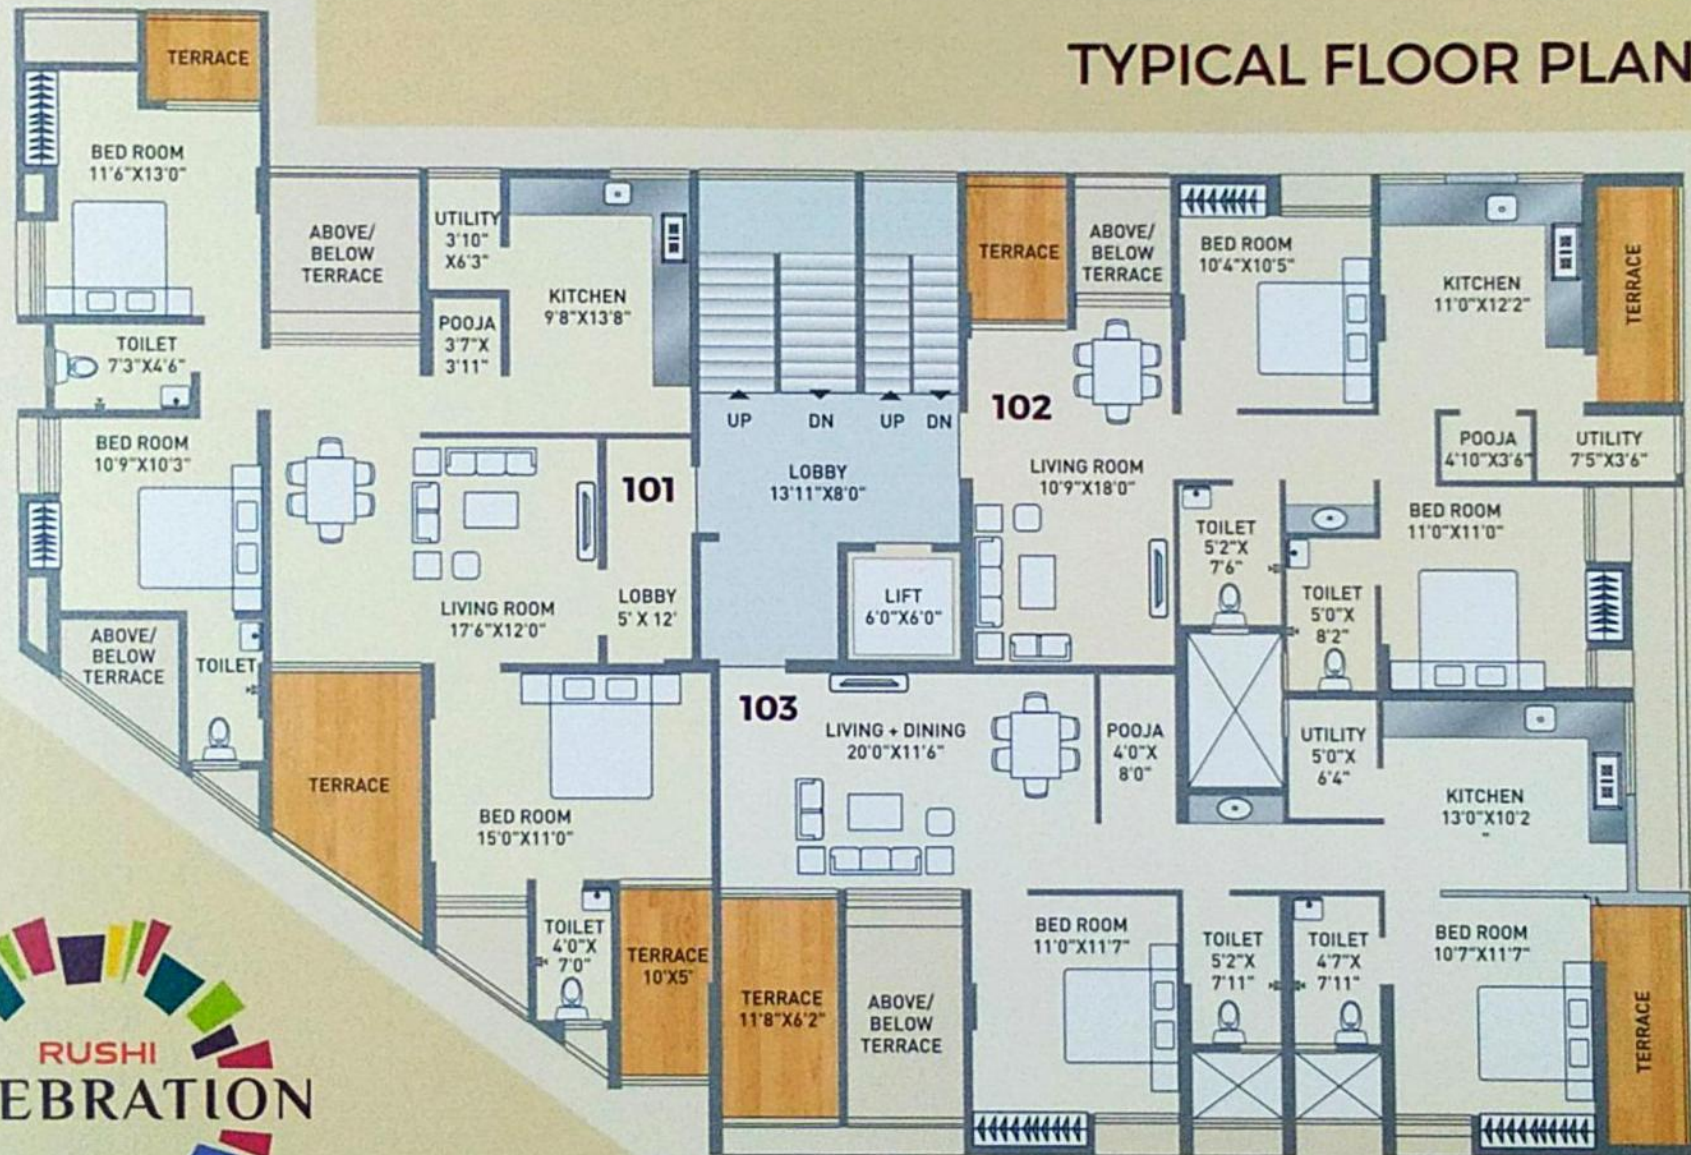 TYPICAL FLOOR PLAN
TERRACE
BED ROOM
11'6"X13'0"
TOILET
7'3"X4'6"
BED ROOM
10'9"X10'3"
ABOVE/
BELOW
TERRACE
TOILET
ABOVE/
BELOW
TERRACE
UTILITY
3'10"
X6'3"
POOJA
3'7"X
3'11"
KITCHEN
9'8"X13'8"
101
LIVING ROOM
17'6"X12'0"
LOBBY
5' X 12'
TERRACE
BED ROOM
15'0"X11'0"
TOILET
4'0"X
7'0"
TERRACE
10'X5'
UP
DN
UP
DN
LOBBY
13'11"X8'0"
LIFT
6'0"X6'0"
TERRACE
ABOVE/
BELOW
TERRACE
102
LIVING ROOM
10'9"X18'0"
BED ROOM
10'4"X10'5"
KITCHEN
11'0"X12'2"
TERRACE
POOJA
4'10"X3'6"
UTILITY
7'5"X3'6"
TOILET
5'2"X
7'6"
TOILET
5'0"X
8'2"
BED ROOM
11'0"X11'0"
103
LIVING + DINING
20'0"X11'6"
POOJA
4'0"X
8'0"
UTILITY
5'0"X
6'4"
KITCHEN
13'0"X10'2
"
TERRACE
11'8"X6'2"
ABOVE/
BELOW
TERRACE
BED ROOM
11'0"X11'7"
TOILET
5'2"X
7'11"
TOILET
4'7"X
7'11"
BED ROOM
10'7"X11'7"
TERRACE
RUSHI
EBRATION